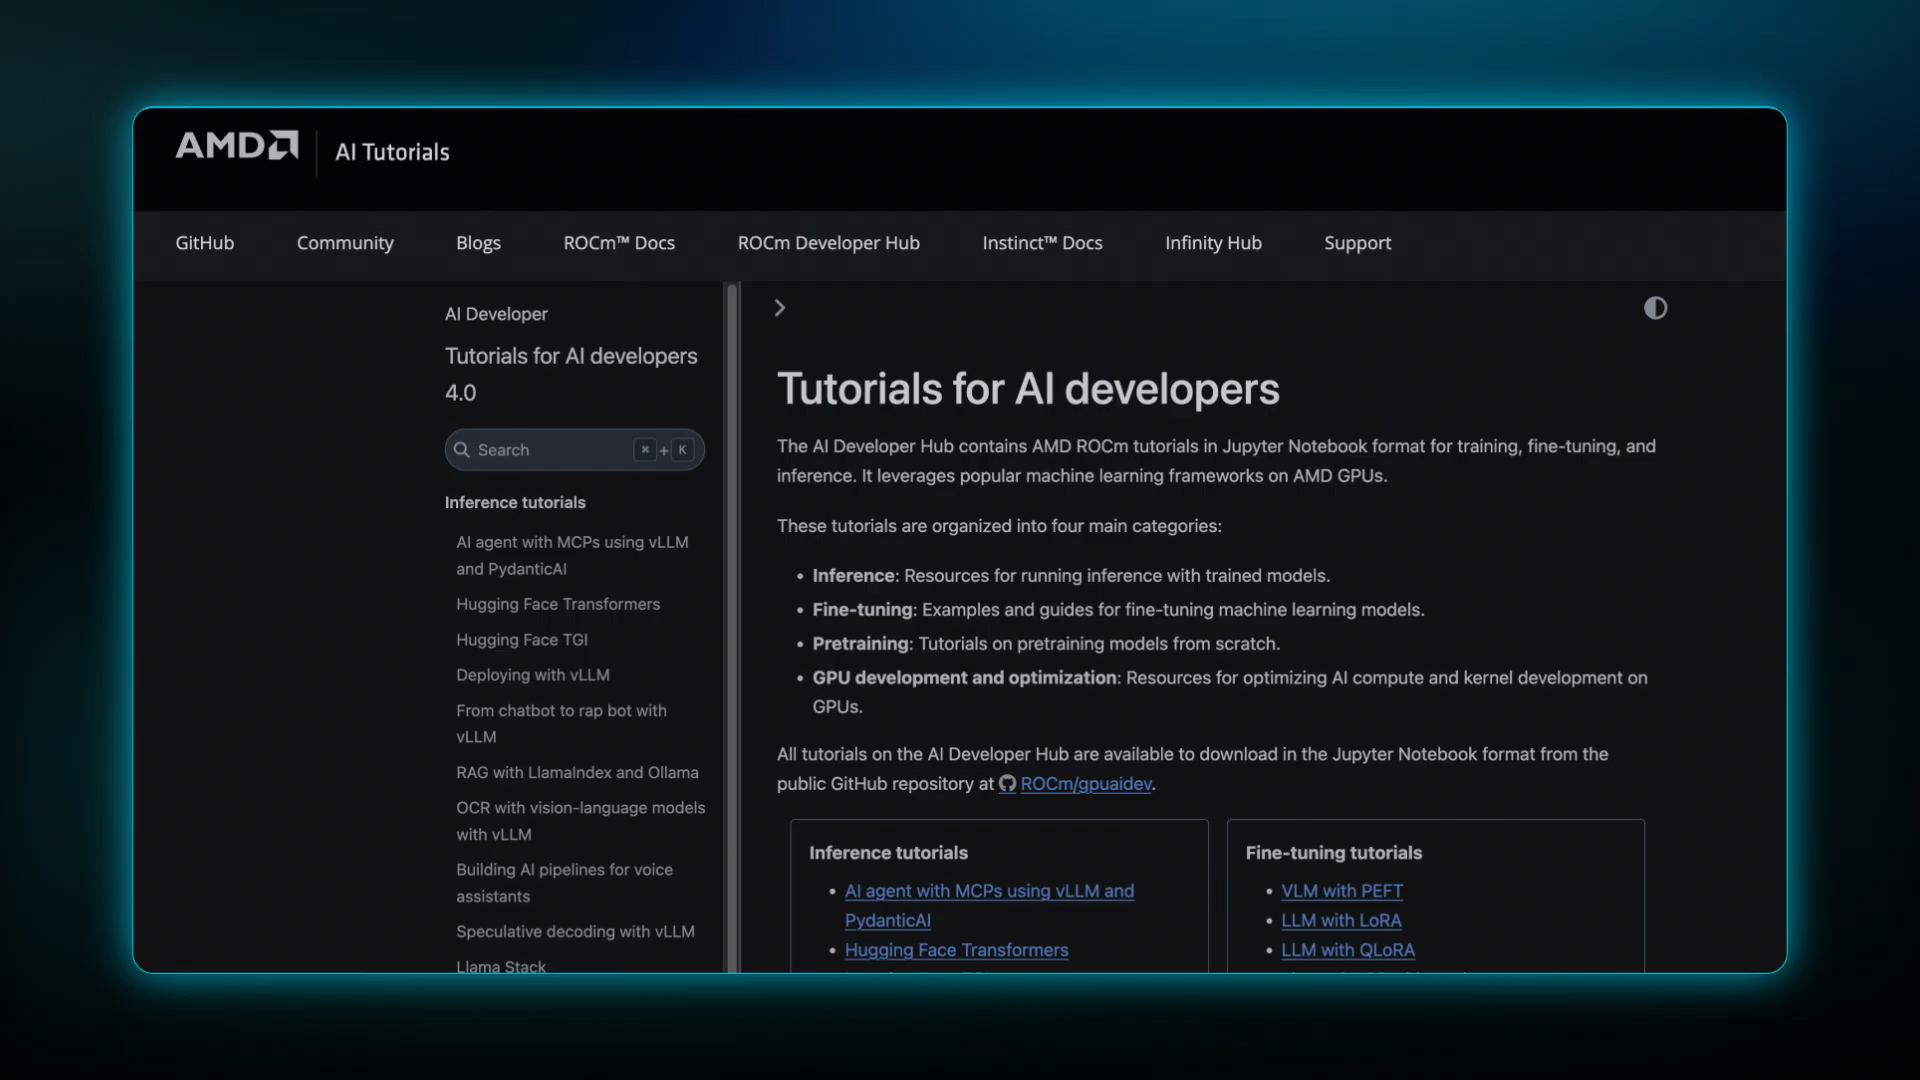 AMD
AI Tutorials
GitHub
Community
Blogs
ROCm™ Docs
ROCm Developer Hub
Instinct™ Docs
Infinity Hub
Support
AI Developer
Tutorials for AI developers
4.0
Search
⌘ + K
Inference tutorials
AI agent with MCPs using vLLM
and PydanticAI
Hugging Face Transformers
Hugging Face TGI
Deploying with vLLM
From chatbot to rap bot with
vLLM
RAG with LlamaIndex and Ollama
OCR with vision-language models
with vLLM
Building AI pipelines for voice
assistants
Speculative decoding with vLLM
Llama Stack
Tutorials for AI developers
The AI Developer Hub contains AMD ROCm tutorials in Jupyter Notebook format for training, fine-tuning, and
inference. It leverages popular machine learning frameworks on AMD GPUs.
These tutorials are organized into four main categories:
• Inference: Resources for running inference with trained models.
• Fine-tuning: Examples and guides for fine-tuning machine learning models.
• Pretraining: Tutorials on pretraining models from scratch.
• GPU development and optimization: Resources for optimizing AI compute and kernel development on
GPUs.
All tutorials on the AI Developer Hub are available to download in the Jupyter Notebook format from the
public GitHub repository at ROCm/gpuaidev.
Inference tutorials
• AI agent with MCPs using vLLM and
PydanticAI
• Hugging Face Transformers
Fine-tuning tutorials
• VLM with PEFT
• LLM with LoRA
• LLM with QLoRA